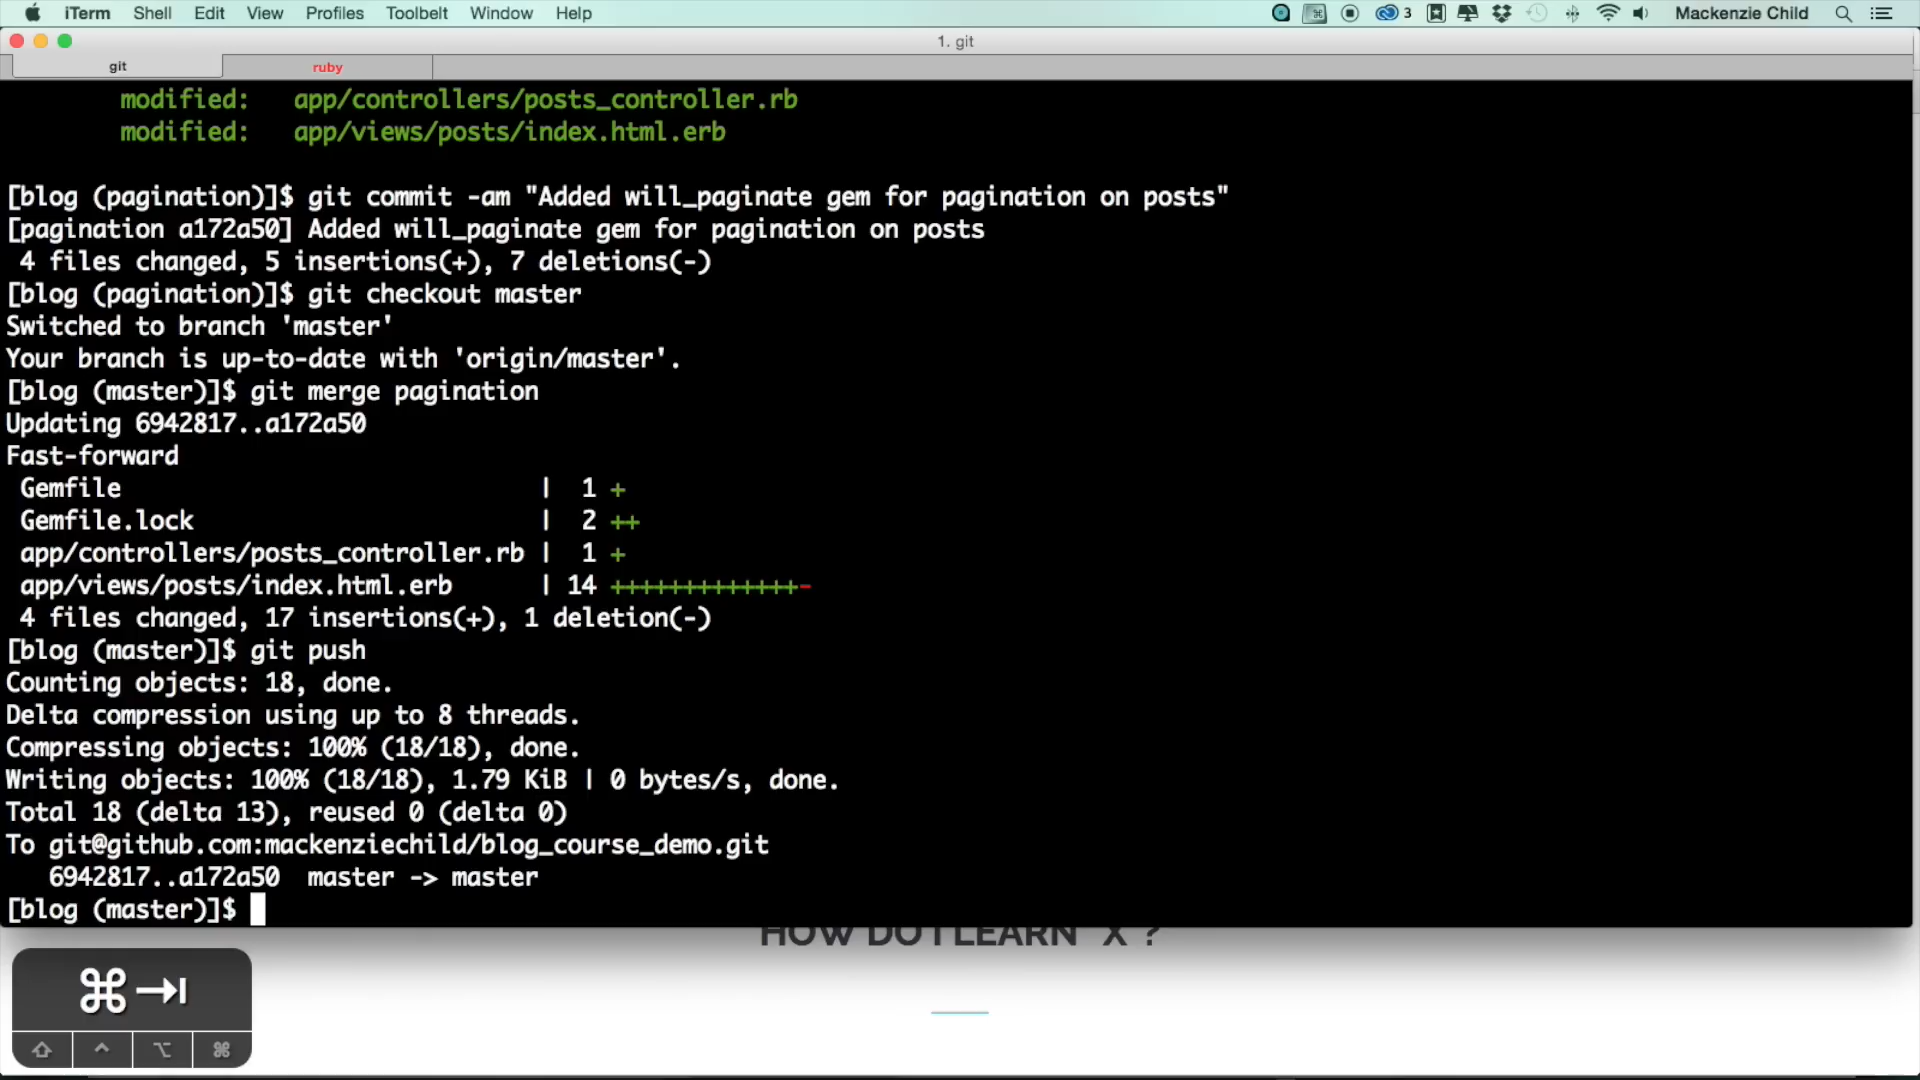 iTerm Shell Edit View Profiles Toolbelt Window Help 3 Mackenzie Child
1. git
git ruby
modified: app/controllers/posts_controller.rb
modified: app/views/posts/index.html.erb
[blog (pagination)]$ git commit -am "Added will_paginate gem for pagination on posts"
[pagination a172a50] Added will_paginate gem for pagination on posts
4 files changed, 5 insertions(+), 7 deletions(-)
[blog (pagination)]$ git checkout master
Switched to branch 'master'
Your branch is up-to-date with 'origin/master'.
[blog (master)]$ git merge pagination
Updating 6942817..a172a50
Fast-forward
Gemfile | 1 +
Gemfile.lock | 2 ++
app/controllers/posts_controller.rb | 1 +
app/views/posts/index.html.erb | 14 +++++++++++++-
4 files changed, 17 insertions(+), 1 deletion(-)
[blog (master)]$ git push
Counting objects: 18, done.
Delta compression using up to 8 threads.
Compressing objects: 100% (18/18), done.
Writing objects: 100% (18/18), 1.79 KiB | 0 bytes/s, done.
Total 18 (delta 13), reused 0 (delta 0)
To git@github.com:mackenziechild/blog_course_demo.git
6942817..a172a50 master -> master
[blog (master)]$
HOW DO I LEARN "X"?